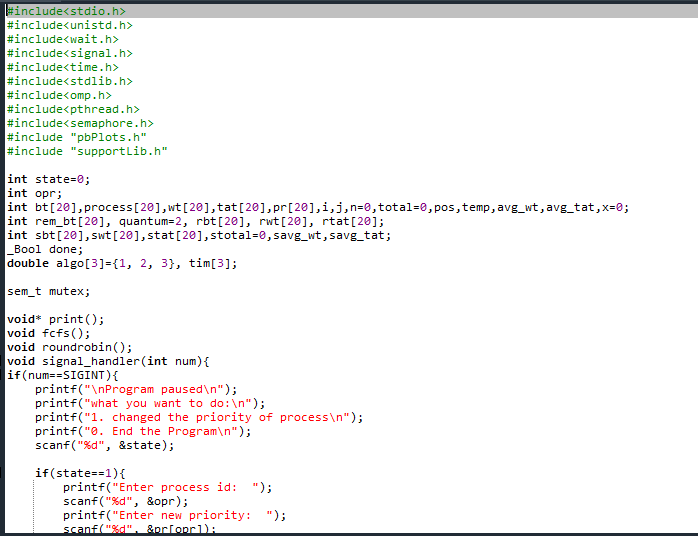 #include<stdio.h>
#include<unistd.h>
#include<wait.h>
#include<signal.h>
#include<time.h>
#include<stdlib.h>
#include<omp.h>
#include<pthread.h>
#include<semaphore.h>
#include "pbPlots.h"
#include "supportLib.h"
int state=0;
int opr;
int bt[20],process[20],wt[20],tat[20],pr[20],i,j,n=0,total=0,pos,temp,avg_wt,avg_tat,x=0;
int rem_bt[20], quantum=2, rbt[20], rwt[20], rtat[20];
int sbt[20],swt[20],stat[20],stotal=0,savg_wt,savg_tat;
_Bool done;
double algo[3]={1, 2, 3}, tim[3];
sem_t mutex;
void* print();
void fcfs();
void roundrobin();
void signal_handler(int num){
if(num==SIGINT){
printf("\nProgram paused\n");
printf("what you want to do:\n");
printf("1. changed the priority of process\n");
printf("0. End the Program\n");
scanf("%d", &state);
if(state==1){
printf("Enter process id:  ");
scanf("%d", &opr);
printf("Enter new priority:  ");
scanf("%d", &pr[opr]);